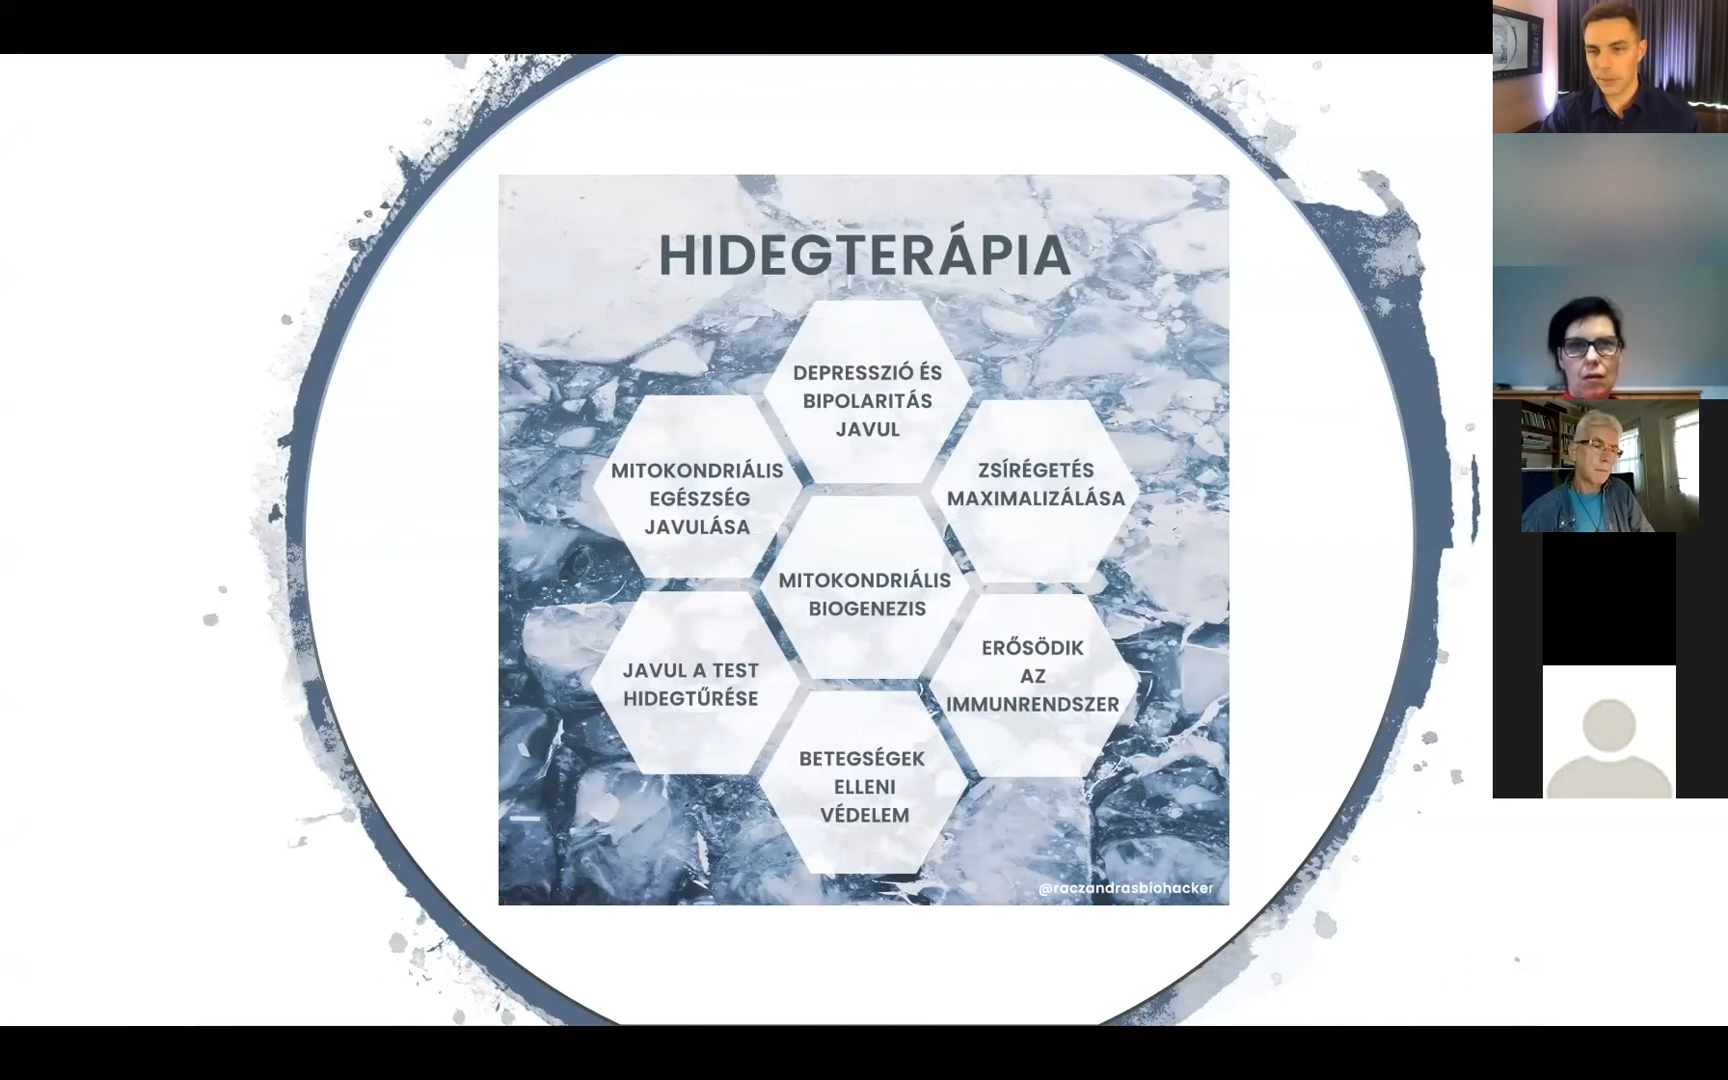 HIDEGTERÁPIA
DEPRESSZIÓ ÉS
BIPOLARITÁS
JAVUL
MITOKONDRIÁLIS
EGÉSZSÉG
JAVULÁSA
ZSÍRÉGETÉS
MAXIMALIZÁLÁSA
MITOKONDRIÁLIS
BIOGENEZIS
JAVUL A TEST
HIDEGTŰRÉSE
ERŐSÖDIK
AZ
IMMUNRENDSZER
BETEGSÉGEK
ELLENI
VÉDELEM
@raczandrasbiohacker